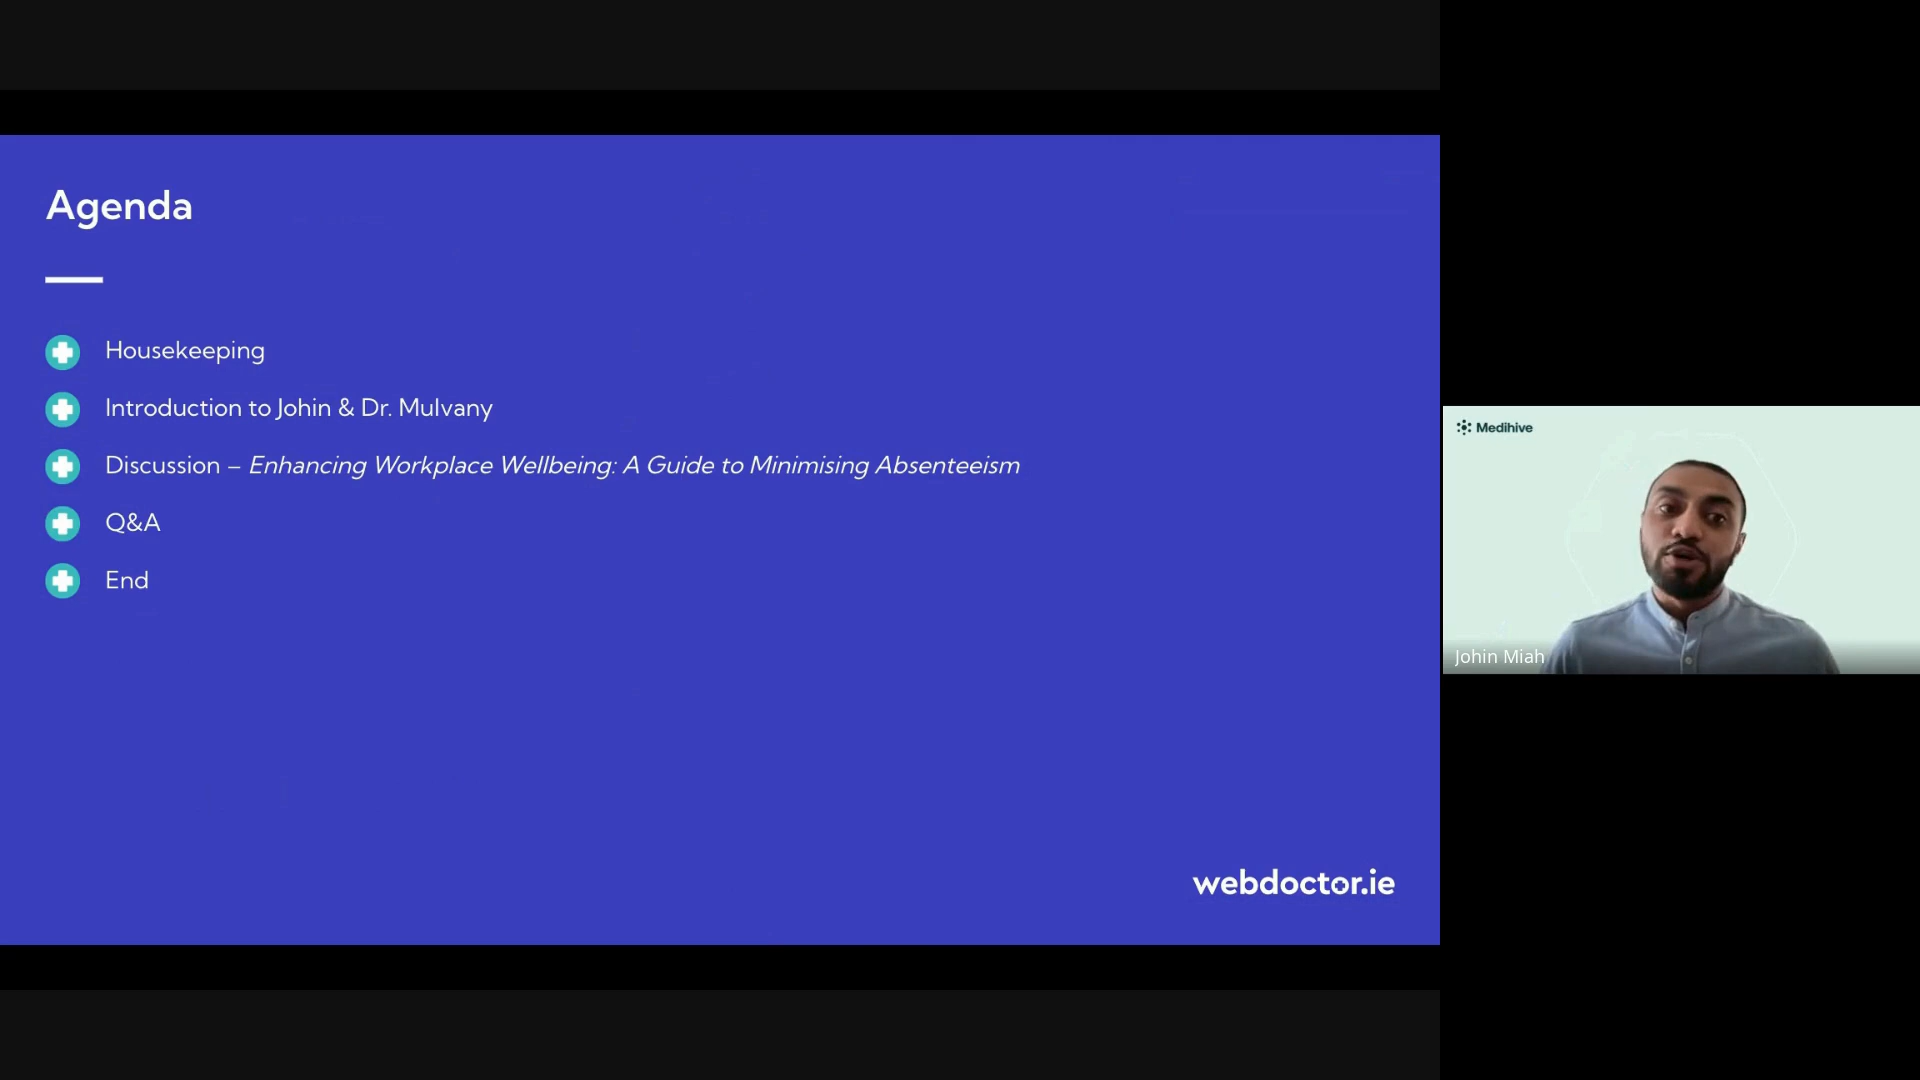 Agenda
Housekeeping
Introduction to Johin & Dr. Mulvany
Discussion – Enhancing Workplace Wellbeing: A Guide to Minimising Absenteeism
Q&A
End
webdoctor.ie
Medihive
Johin Miah